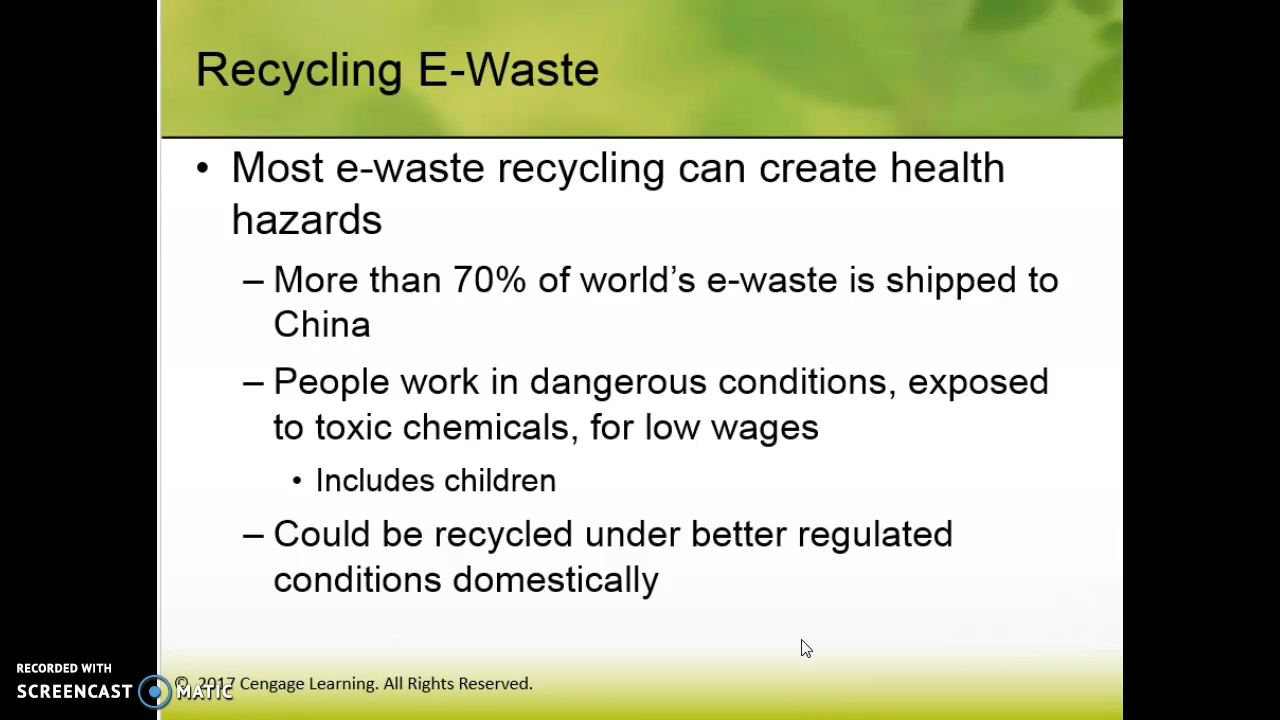 Recycling E-Waste
• Most e-waste recycling can create health
hazards
– More than 70% of world's e-waste is shipped to
China
– People work in dangerous conditions, exposed
to toxic chemicals, for low wages
• Includes children
– Could be recycled under better regulated
conditions domestically
RECORDED WITH
SCREENCAST MATIC
© 2017 Cengage Learning. All Rights Reserved.